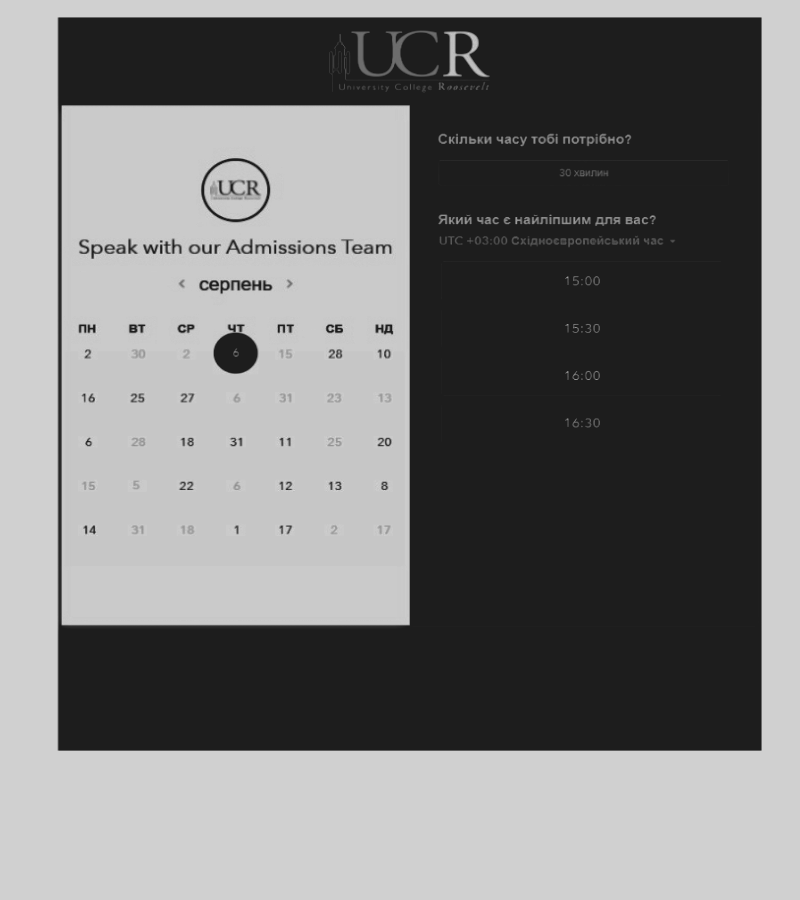 UCR
University College Roosevelt
UCR
Speak with our Admissions Team
< серпень >
ПН ВТ СР ЧТ ПТ СБ НД
2 30 2 6 15 28 10
16 25 27 6 31 23 13
6 28 18 31 11 25 20
15 5 22 6 12 13 8
14 31 18 1 17 2 17
Скільки часу тобі потрібно?
30 хвилин
Який час є найліпшим для вас?
UTC +03:00 Східноєвропейський час
15:00
15:30
16:00
16:30